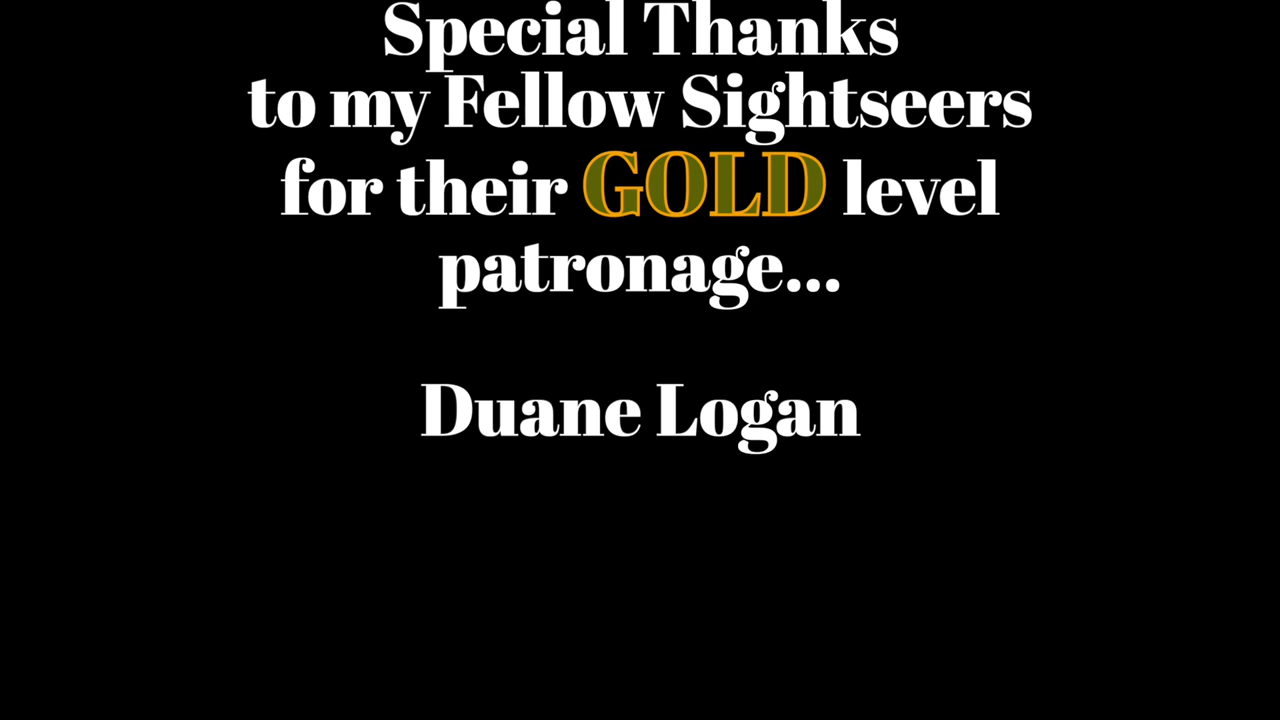 Special Thanks
to my Fellow Sightseers
for their GOLD level
patronage...
Duane Logan